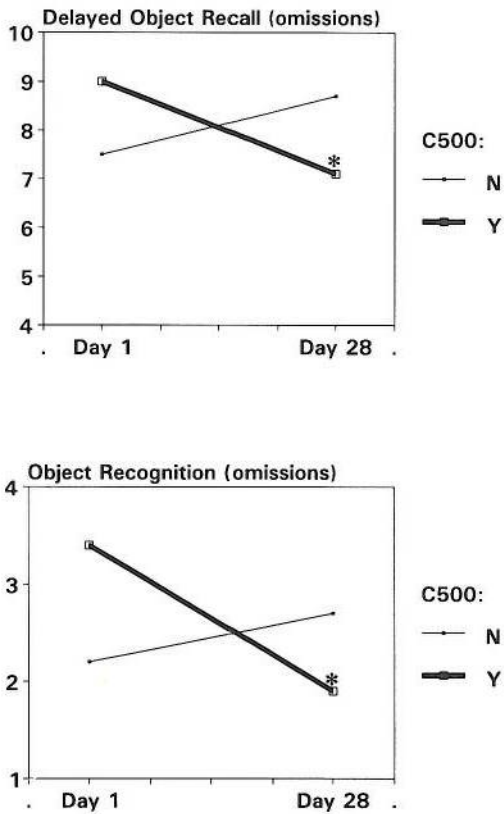 Delayed Object Recall (omissions)
10
9
8
7
6
5
4
*
. Day 1 Day 28 .
C500:
N
Y
Object Recognition (omissions)
4
3
2
1
*
. Day 1 Day 28 .
C500:
N
Y